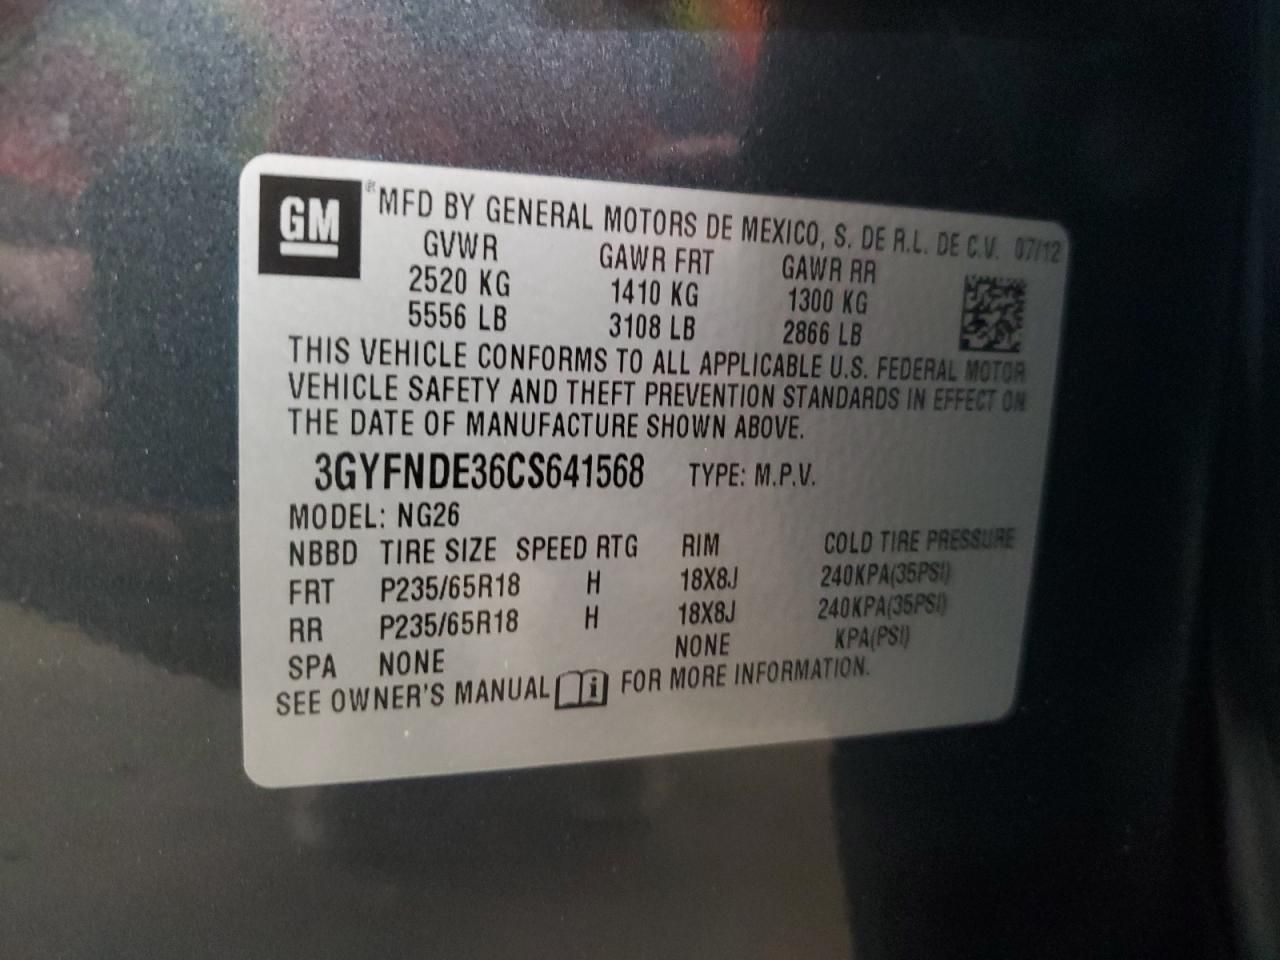 GM ® MFD BY GENERAL MOTORS DE MEXICO, S. DE R.L. DE C.V. 07/12
GVWR GAWR FRT GAWR RR
2520 KG 1410 KG 1300 KG
5556 LB 3108 LB 2866 LB
THIS VEHICLE CONFORMS TO ALL APPLICABLE U.S. FEDERAL MOTOR
VEHICLE SAFETY AND THEFT PREVENTION STANDARDS IN EFFECT ON
THE DATE OF MANUFACTURE SHOWN ABOVE.
3GYFNDE36CS641568 TYPE: M.P.V.
MODEL: NG26
NBBD TIRE SIZE SPEED RTG RIM COLD TIRE PRESSURE
FRT P235/65R18 H 18X8J 240KPA(35PSI)
RR P235/65R18 H 18X8J 240KPA(35PSI)
SPA NONE NONE KPA(PSI)
SEE OWNER'S MANUAL i FOR MORE INFORMATION.